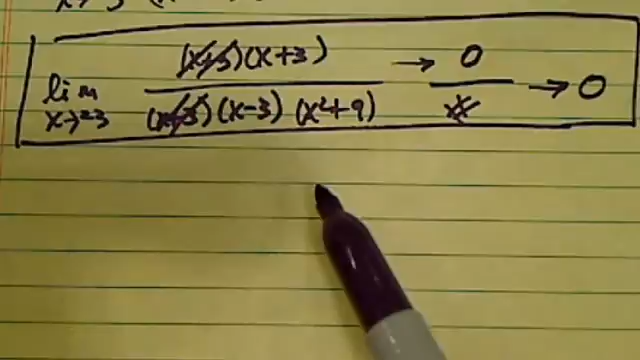 (x+3)(x+3) → 0
lim x→-3 (x+3)(x-3)(x²+9) → 0